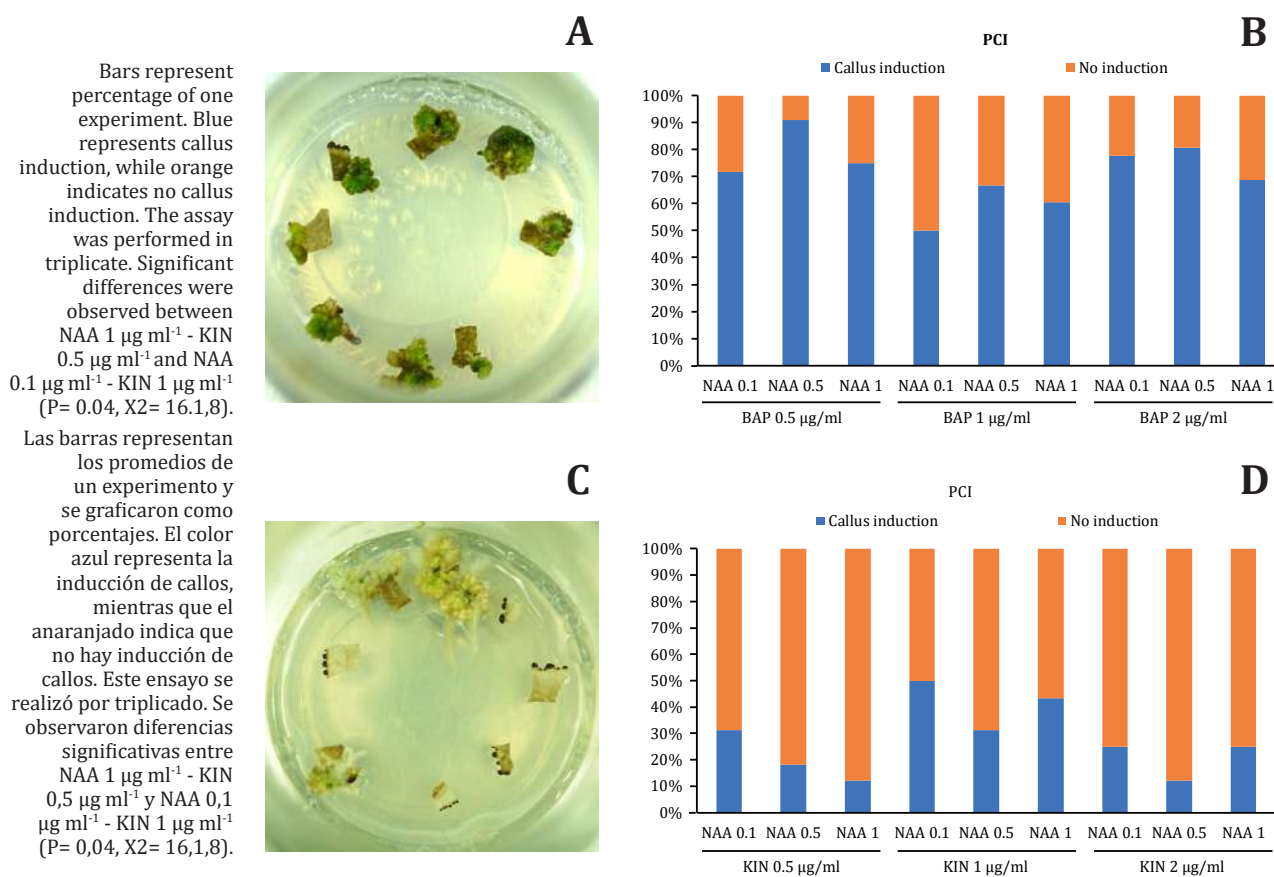 Bars represent
percentage of one
experiment. Blue
represents callus
induction, while orange
indicates no callus
induction. The assay
was performed in
triplicate. Significant
differences were
observed between
NAA 1 μg ml⁻¹ - KIN
0.5 μg ml⁻¹ and NAA
0.1 μg ml⁻¹ - KIN 1 μg ml⁻¹
(P= 0.04, X2= 16.1,8).
Las barras representan
los promedios de
un experimento y
se graficaron como
porcentajes. El color
azul representa la
inducción de callos,
mientras que el
anaranjado indica que
no hay inducción de
callos. Este ensayo se
realizó por triplicado. Se
observaron diferencias
significativas entre
NAA 1 μg ml⁻¹ - KIN
0,5 μg ml⁻¹ y NAA 0,1
μg ml⁻¹ - KIN 1 μg ml⁻¹
(P= 0,04, X2= 16,1,8).
A
B
PCI
Callus induction No induction
100%
90%
80%
70%
60%
50%
40%
30%
20%
10%
0%
NAA 0.1 NAA 0.5 NAA 1 NAA 0.1 NAA 0.5 NAA 1 NAA 0.1 NAA 0.5 NAA 1
BAP 0.5 μg/ml BAP 1 μg/ml BAP 2 μg/ml
C
D
PCI
Callus induction No induction
100%
90%
80%
70%
60%
50%
40%
30%
20%
10%
0%
NAA 0.1 NAA 0.5 NAA 1 NAA 0.1 NAA 0.5 NAA 1 NAA 0.1 NAA 0.5 NAA 1
KIN 0.5 μg/ml KIN 1 μg/ml KIN 2 μg/ml